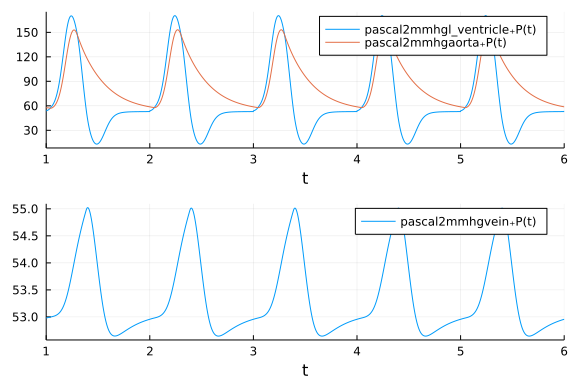 150
120
90
60
30
pascal2mmhgl_ventricle₊P(t)
pascal2mmhgaorta₊P(t)
1 2 3 4 5 6
t
55.0
54.5
54.0
53.5
53.0
pascal2mmhgvein₊P(t)
1 2 3 4 5 6
t